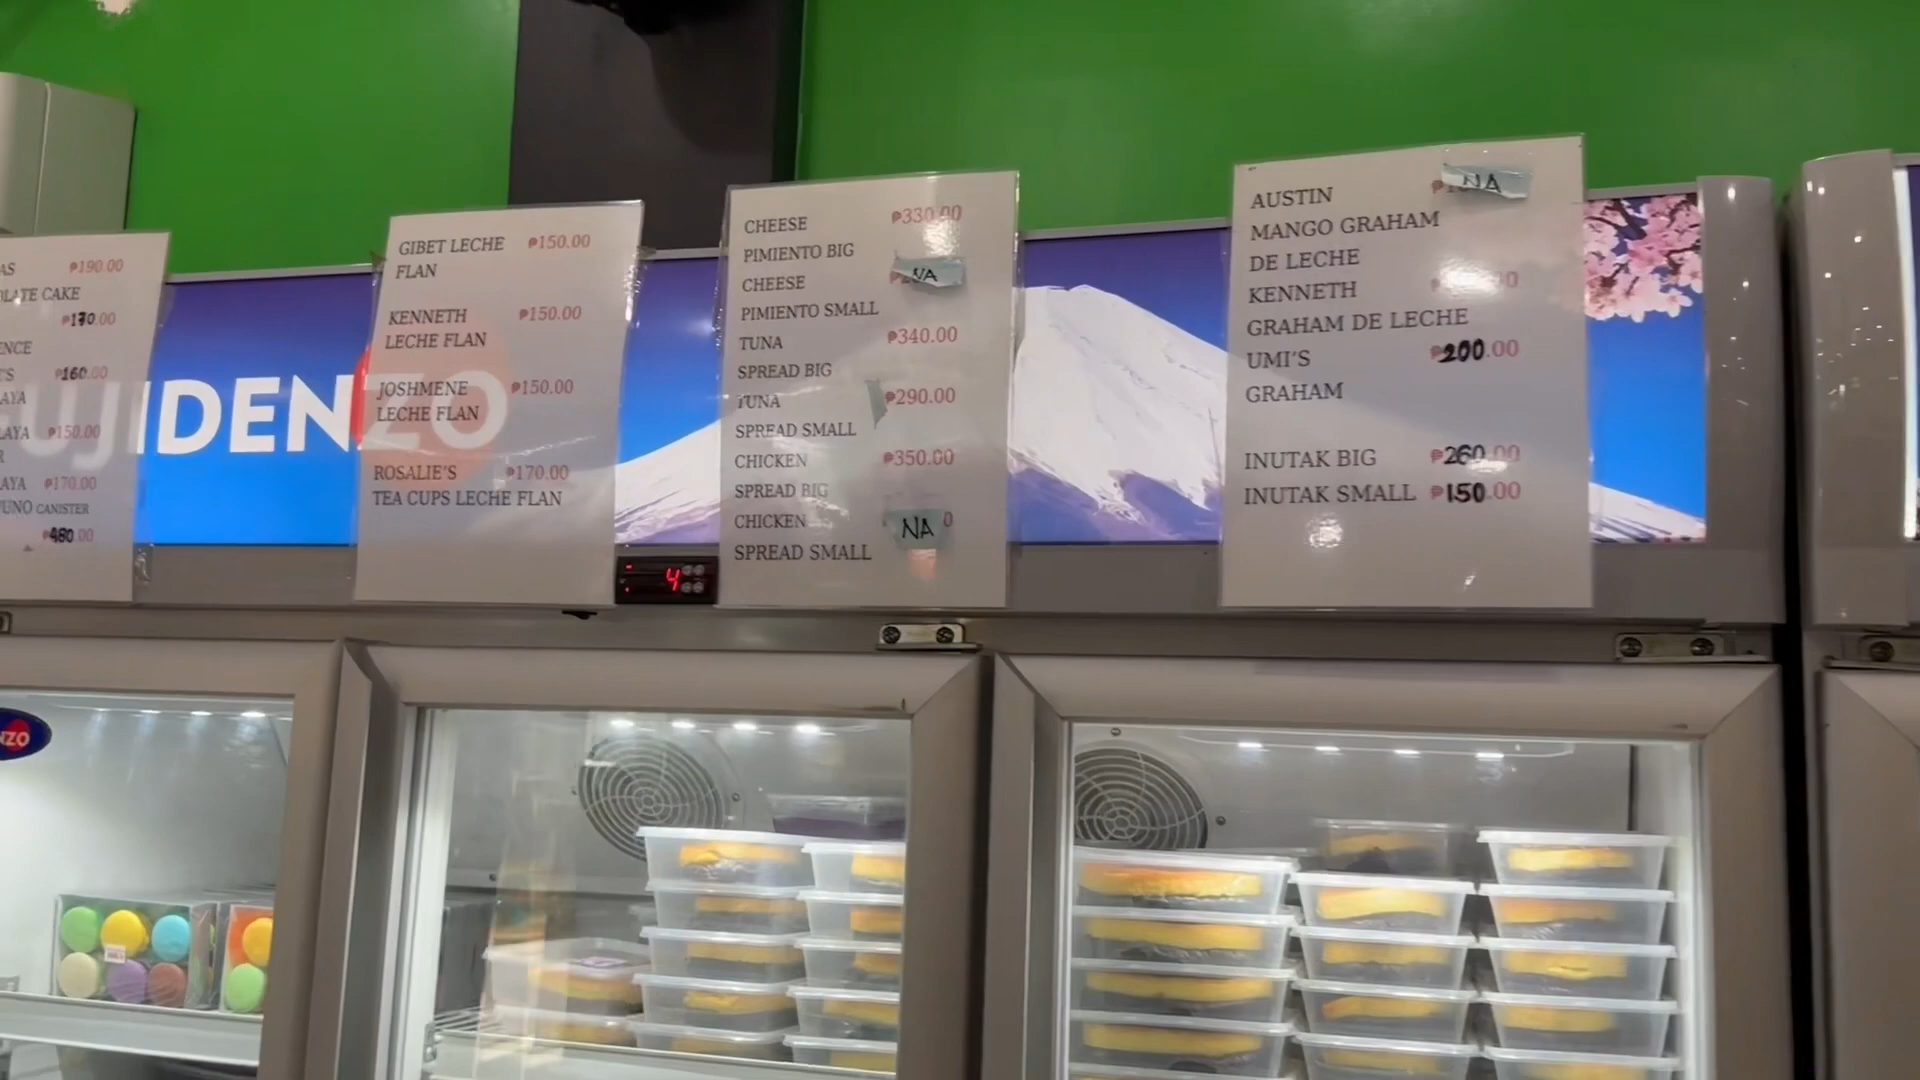 ₱190.00
LATE CAKE
₱170.00
ENCE
₱160.00
₱150.00
₱170.00
CANISTER
₱480.00
UJIDENZO
GIBET LECHE ₱150.00
FLAN
KENNETH ₱150.00
LECHE FLAN
JOSHMENE ₱150.00
LECHE FLAN
ROSALIE'S ₱170.00
TEA CUPS LECHE FLAN
4
CHEESE ₱330.00
PIMIENTO BIG
CHEESE NA
PIMIENTO SMALL
TUNA ₱340.00
SPREAD BIG
TUNA ₱290.00
SPREAD SMALL
CHICKEN ₱350.00
SPREAD BIG
CHICKEN NA
SPREAD SMALL
AUSTIN NA
MANGO GRAHAM
DE LECHE
KENNETH
GRAHAM DE LECHE
UMI'S ₱200.00
GRAHAM
INUTAK BIG ₱260.00
INUTAK SMALL ₱150.00
NZO